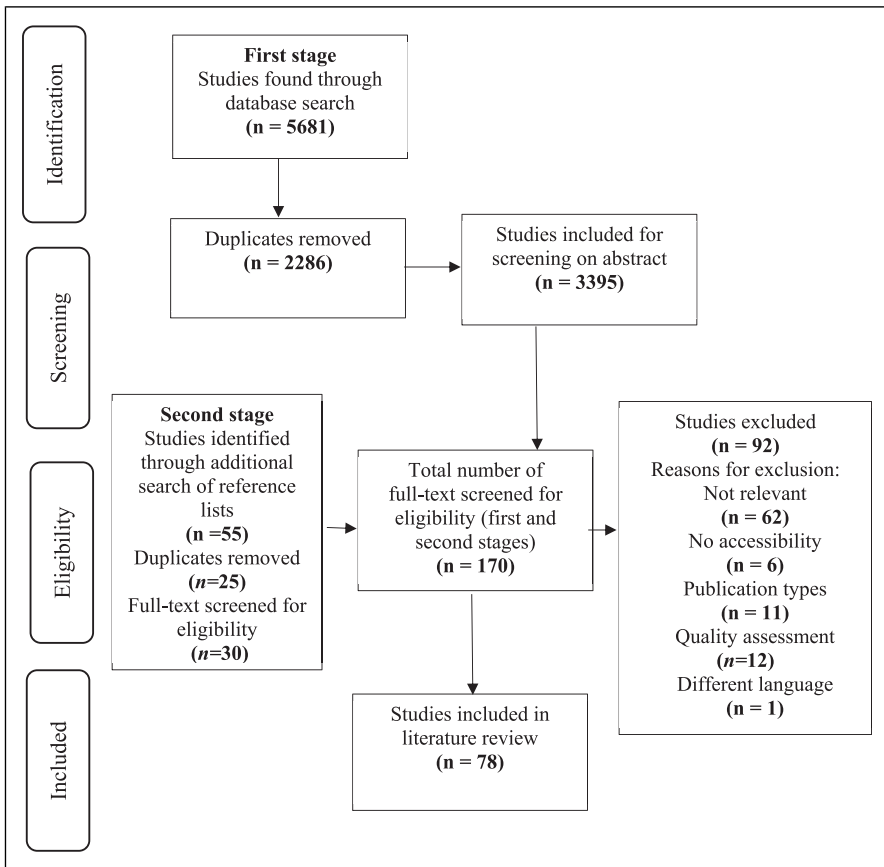 Identification
First stage
Studies found through
database search
(n = 5681)
Duplicates removed
(n = 2286)
Studies included for
screening on abstract
(n = 3395)
Screening
Second stage
Studies identified
through additional
search of reference
lists
(n =55)
Duplicates removed
(n=25)
Full-text screened for
eligibility
(n=30)
Total number of
full-text screened for
eligibility (first and
second stages)
(n = 170)
Studies excluded
(n = 92)
Reasons for exclusion:
Not relevant
(n = 62)
No accessibility
(n = 6)
Publication types
(n = 11)
Quality assessment
(n=12)
Different language
(n = 1)
Eligibility
Studies included in
literature review
(n = 78)
Included